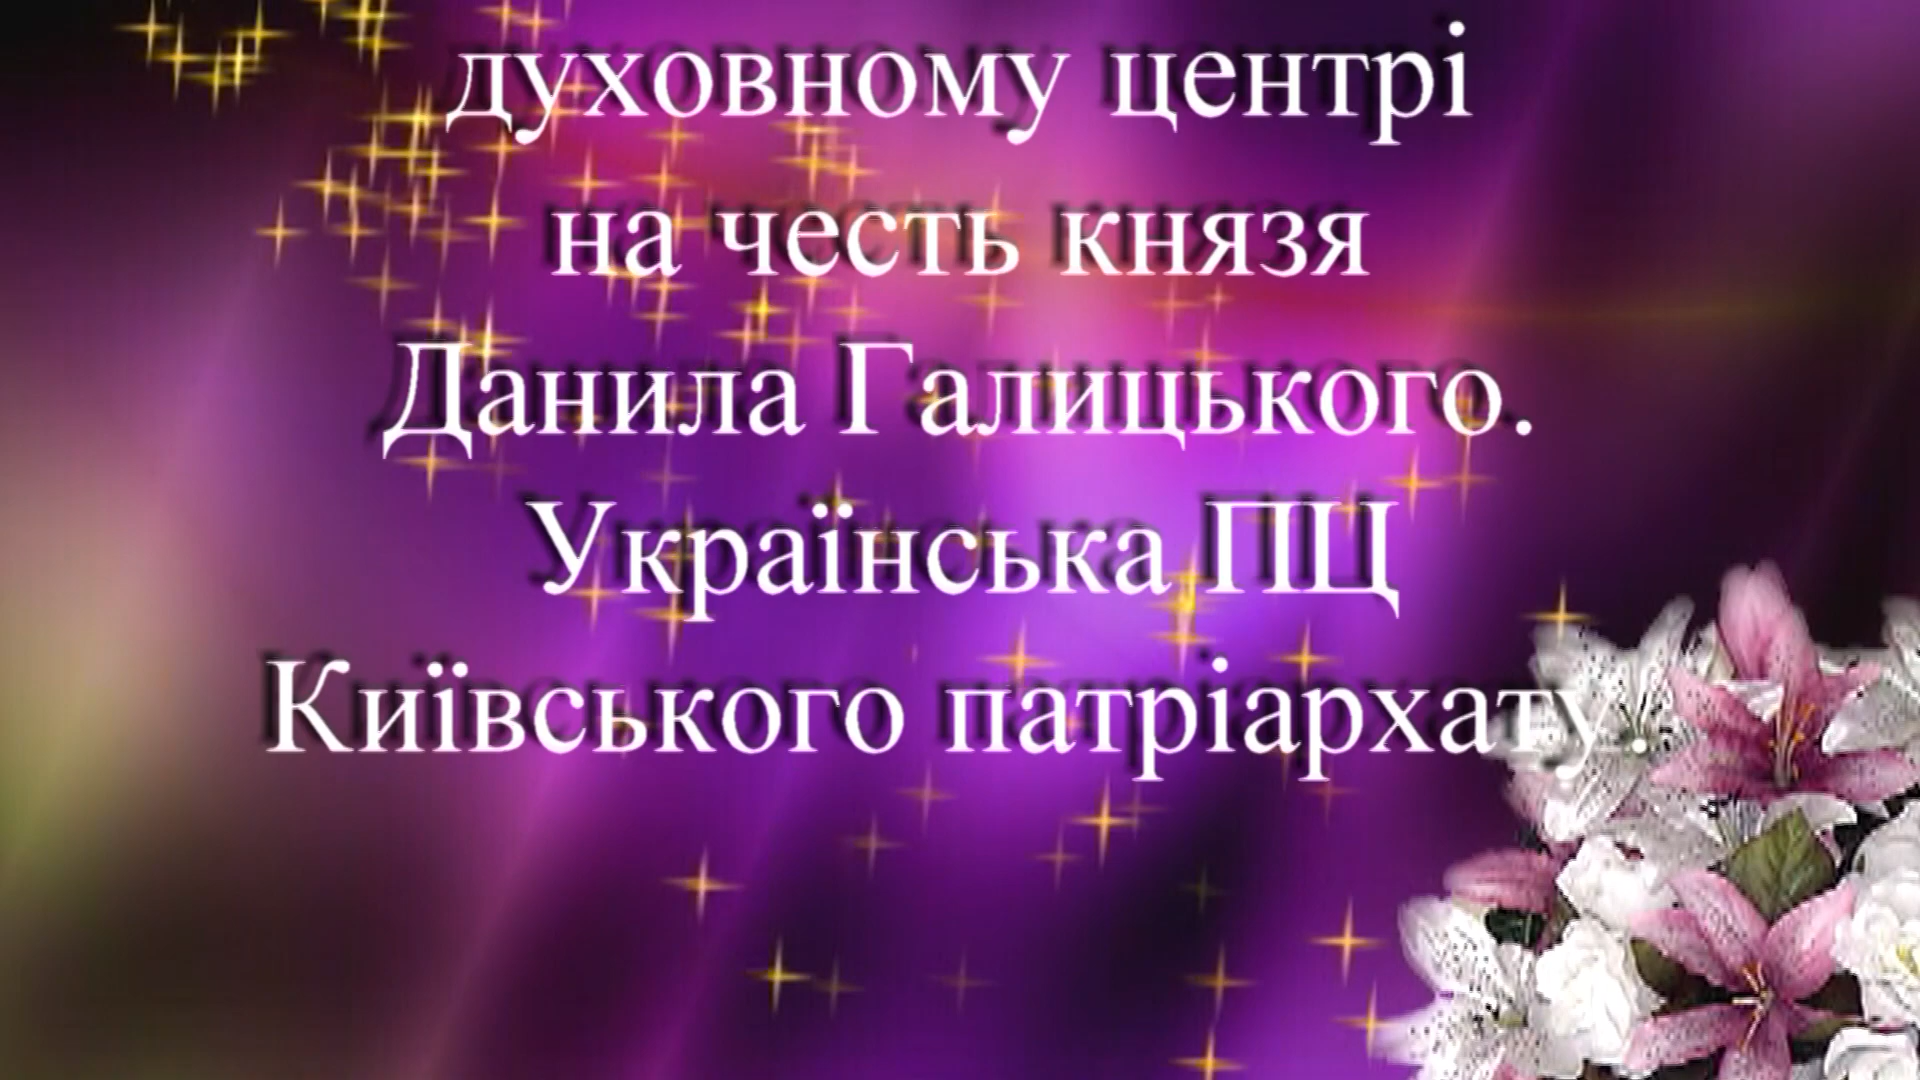 духовному центрі
на честь князя
Данила Галицького.
Українська ПЦ
Київського патріархату.